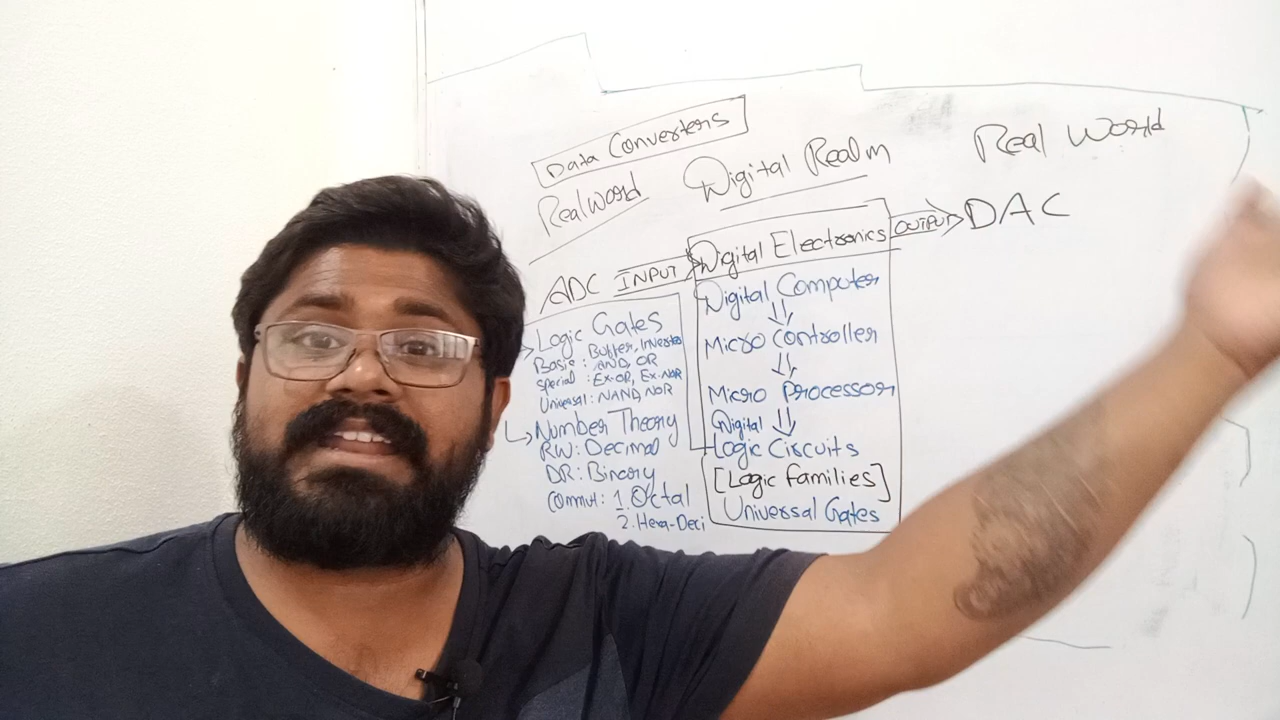 Data Converters
Real Word
Digital Realm
Real World
ADC INPUT
Digital Electronics
OUTPUT
DAC
Logic Gates
Basic : Buffer, Inverter
AND, OR
Special : Ex-OR, Ex-NOR
Universal : NAND, NOR
Number Theory
RW: Decimal
DR: Binary
Commut: 1. Octal
2. Hexa-Deci
Digital Computer
Micro Controller
Micro Processor
Digital
Logic Circuits
[Logic families]
Universal Gates